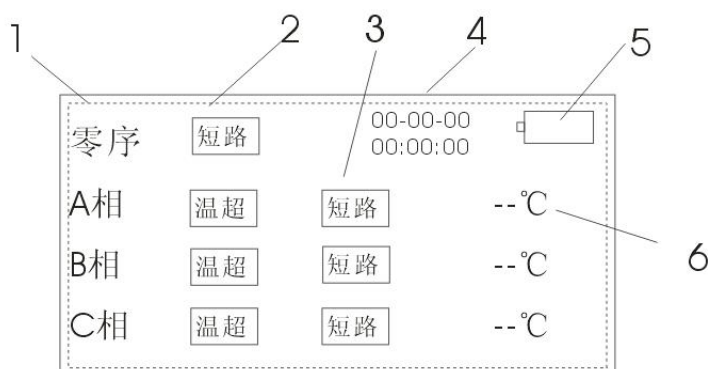 1 2 3 4 5
零序 短路 00-00-00
00:00:00
A相 温超 短路 --℃
6
B相 温超 短路 --℃
C相 温超 短路 --℃